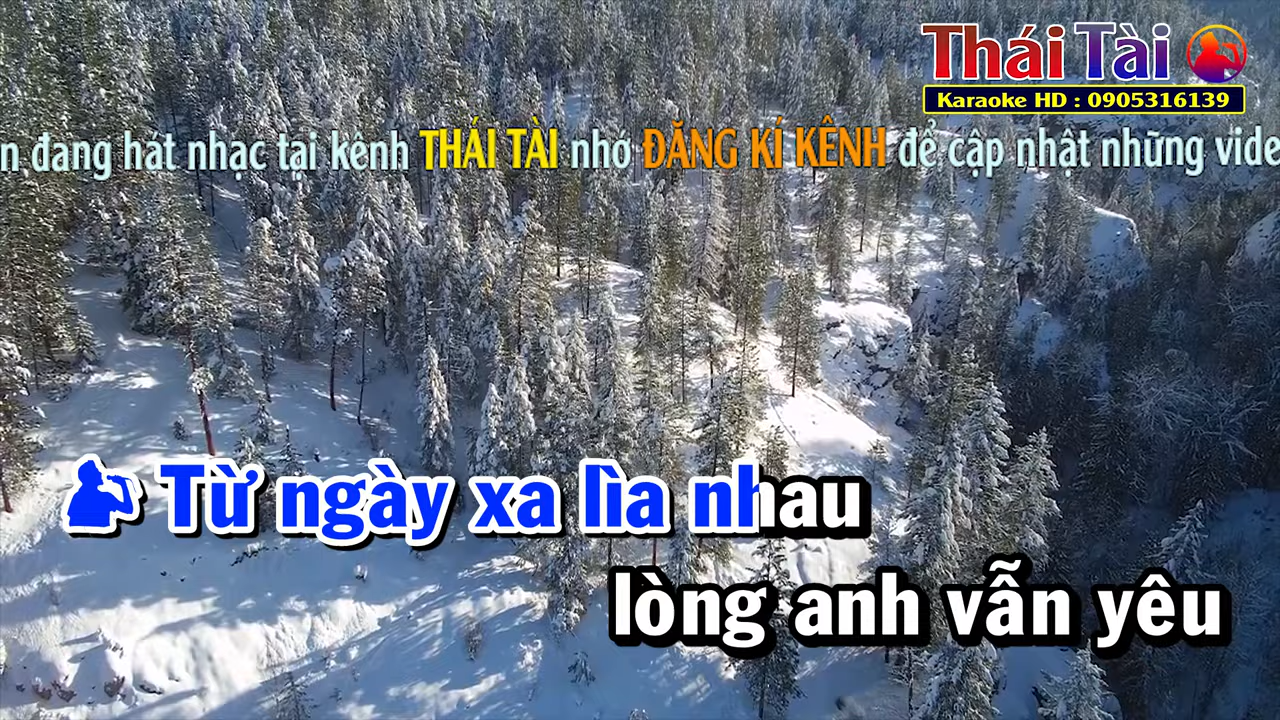 Thái Tài
Karaoke HD : 0905316139
n đang hát nhạc tại kênh THÁI TÀI nhớ ĐĂNG KÍ KÊNH để cập nhật những vide
Từ ngày xa lìa nhau
lòng anh vẫn yêu